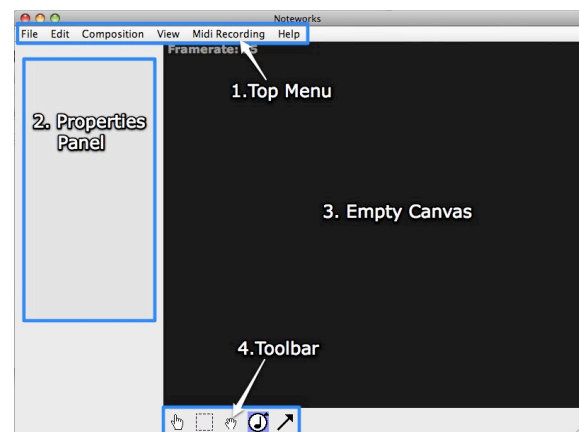 Noteworks
File Edit Composition View Midi Recording Help
Framerate:
1.Top Menu
2. Properties
Panel
3. Empty Canvas
4.Toolbar